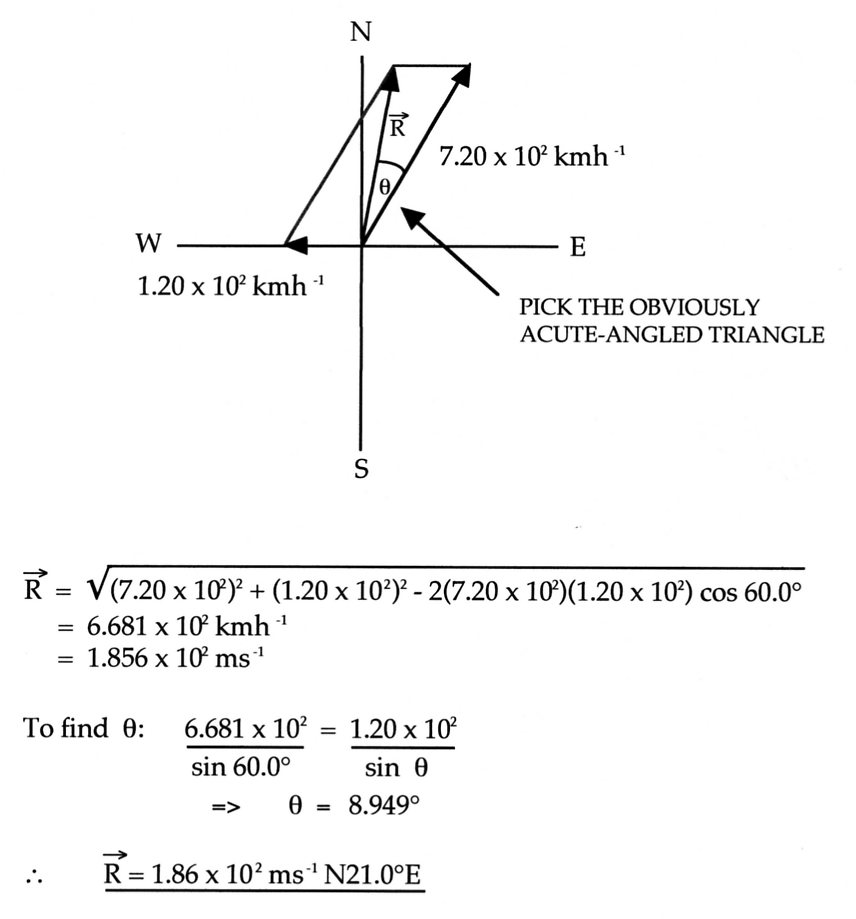 N
R⃗
7.20 x 10² kmh ⁻¹
θ
W
E
1.20 x 10² kmh ⁻¹
PICK THE OBVIOUSLY
ACUTE-ANGLED TRIANGLE
S
R⃗ = √(7.20 x 10²)² + (1.20 x 10²)² - 2(7.20 x 10²)(1.20 x 10²) cos 60.0°
= 6.681 x 10² kmh ⁻¹
= 1.856 x 10² ms⁻¹
To find θ: 6.681 x 10² = 1.20 x 10²
sin 60.0° sin θ
=> θ = 8.949°
∴ R⃗ = 1.86 x 10² ms⁻¹ N21.0°E